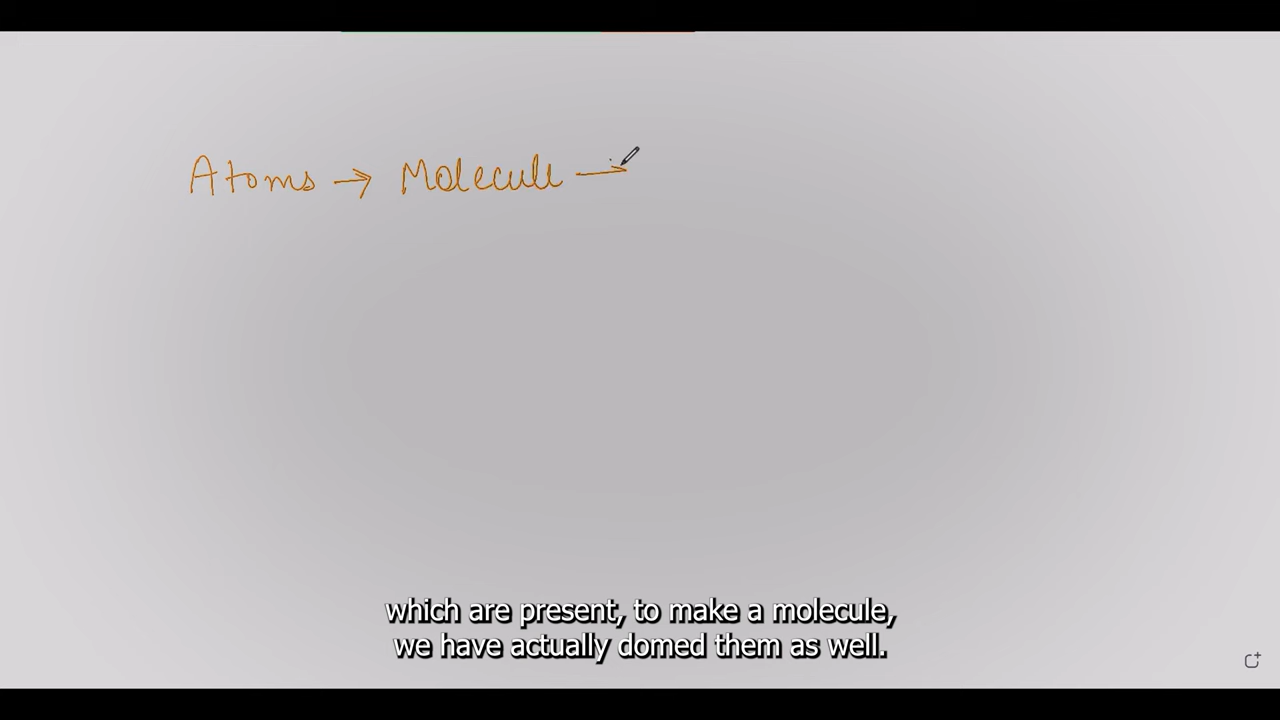 Atoms → Molecule →
which are present, to make a molecule,
we have actually domed them as well.